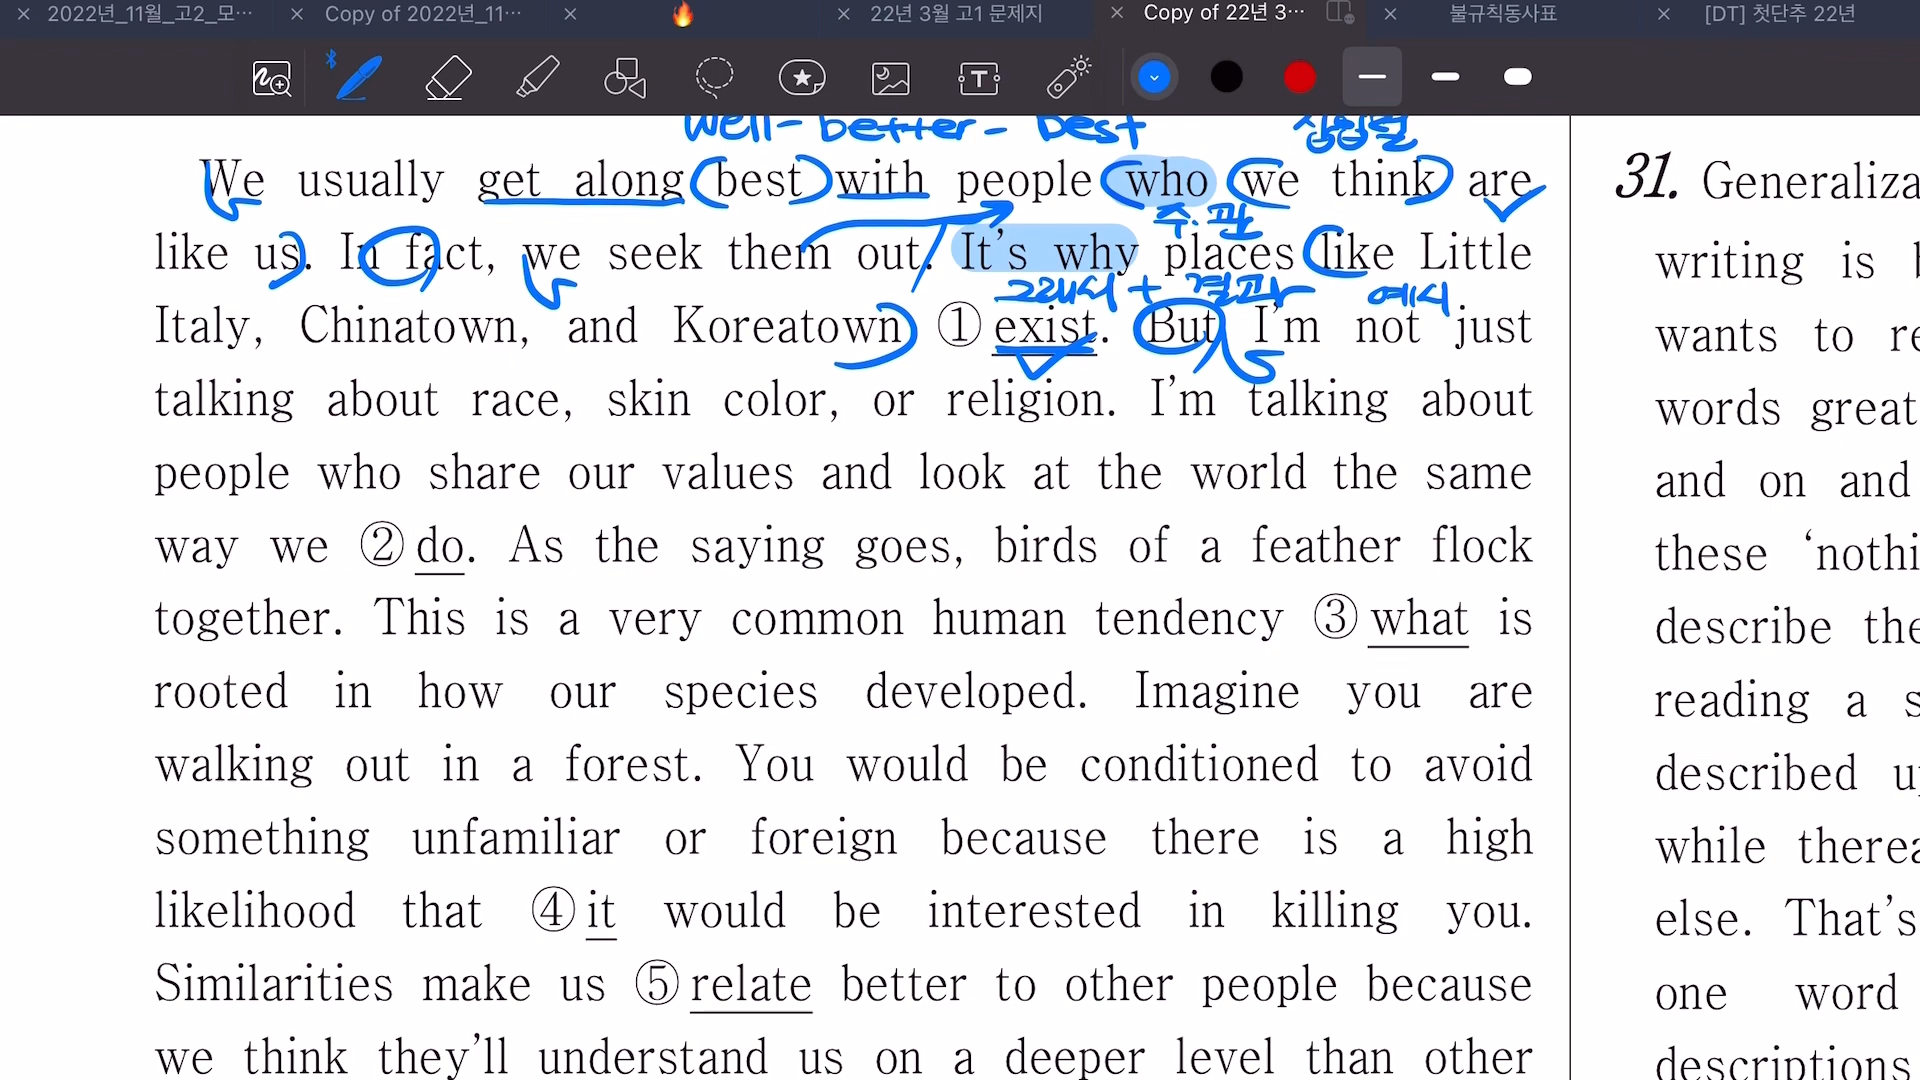 2022년_11월_고2_모··· Copy of 2022년_11··· 22년 3월 고1 문제지 Copy of 22년 3··· 불규칙동사표 [DT] 첫단추 22년
well - better - best 삽입절
We usually get along best with people who we think are
주·관
like us. In fact, we seek them out. It's why places like Little
그래서 + 결과 예시
Italy, Chinatown, and Koreatown ① exist. But I'm not just
talking about race, skin color, or religion. I'm talking about
people who share our values and look at the world the same
way we ② do. As the saying goes, birds of a feather flock
together. This is a very common human tendency ③ what is
rooted in how our species developed. Imagine you are
walking out in a forest. You would be conditioned to avoid
something unfamiliar or foreign because there is a high
likelihood that ④ it would be interested in killing you.
Similarities make us ⑤ relate better to other people because
we think they'll understand us on a deeper level than other
31. Generaliza
writing is
wants to re
words great
and on and
these 'nothi
describe the
reading a s
described u
while therea
else. That's
one word
descriptions